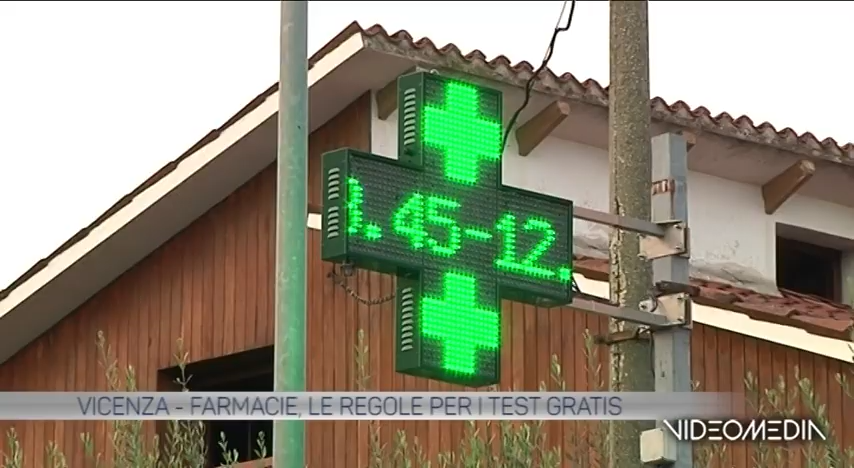 .45-12.
VICENZA - FARMACIE, LE REGOLE PER I TEST GRATIS
VIDEOMEDIA